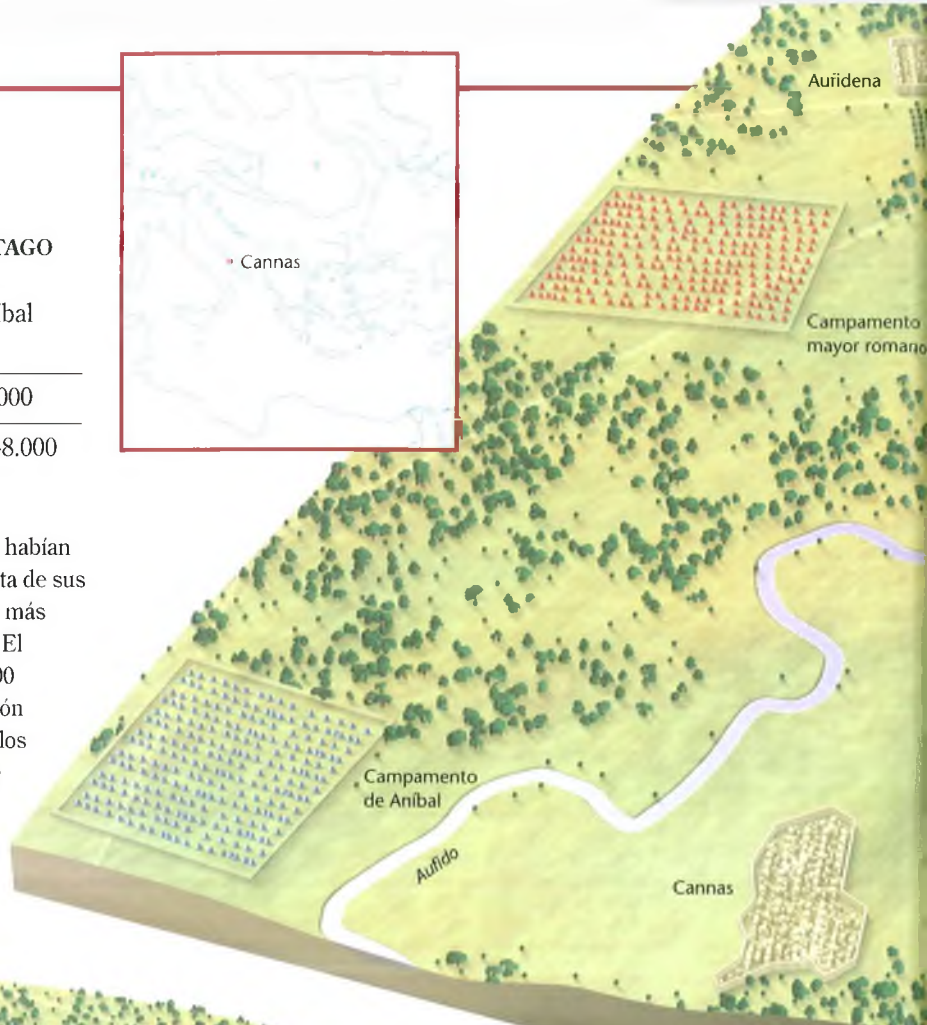 TAGO
bal
000
8.000
habían
ta de sus
más
El
00
ón
los
Cannas
Aufidena
Campamento
mayor romano
Campamento
de Aníbal
Aufido
Cannas